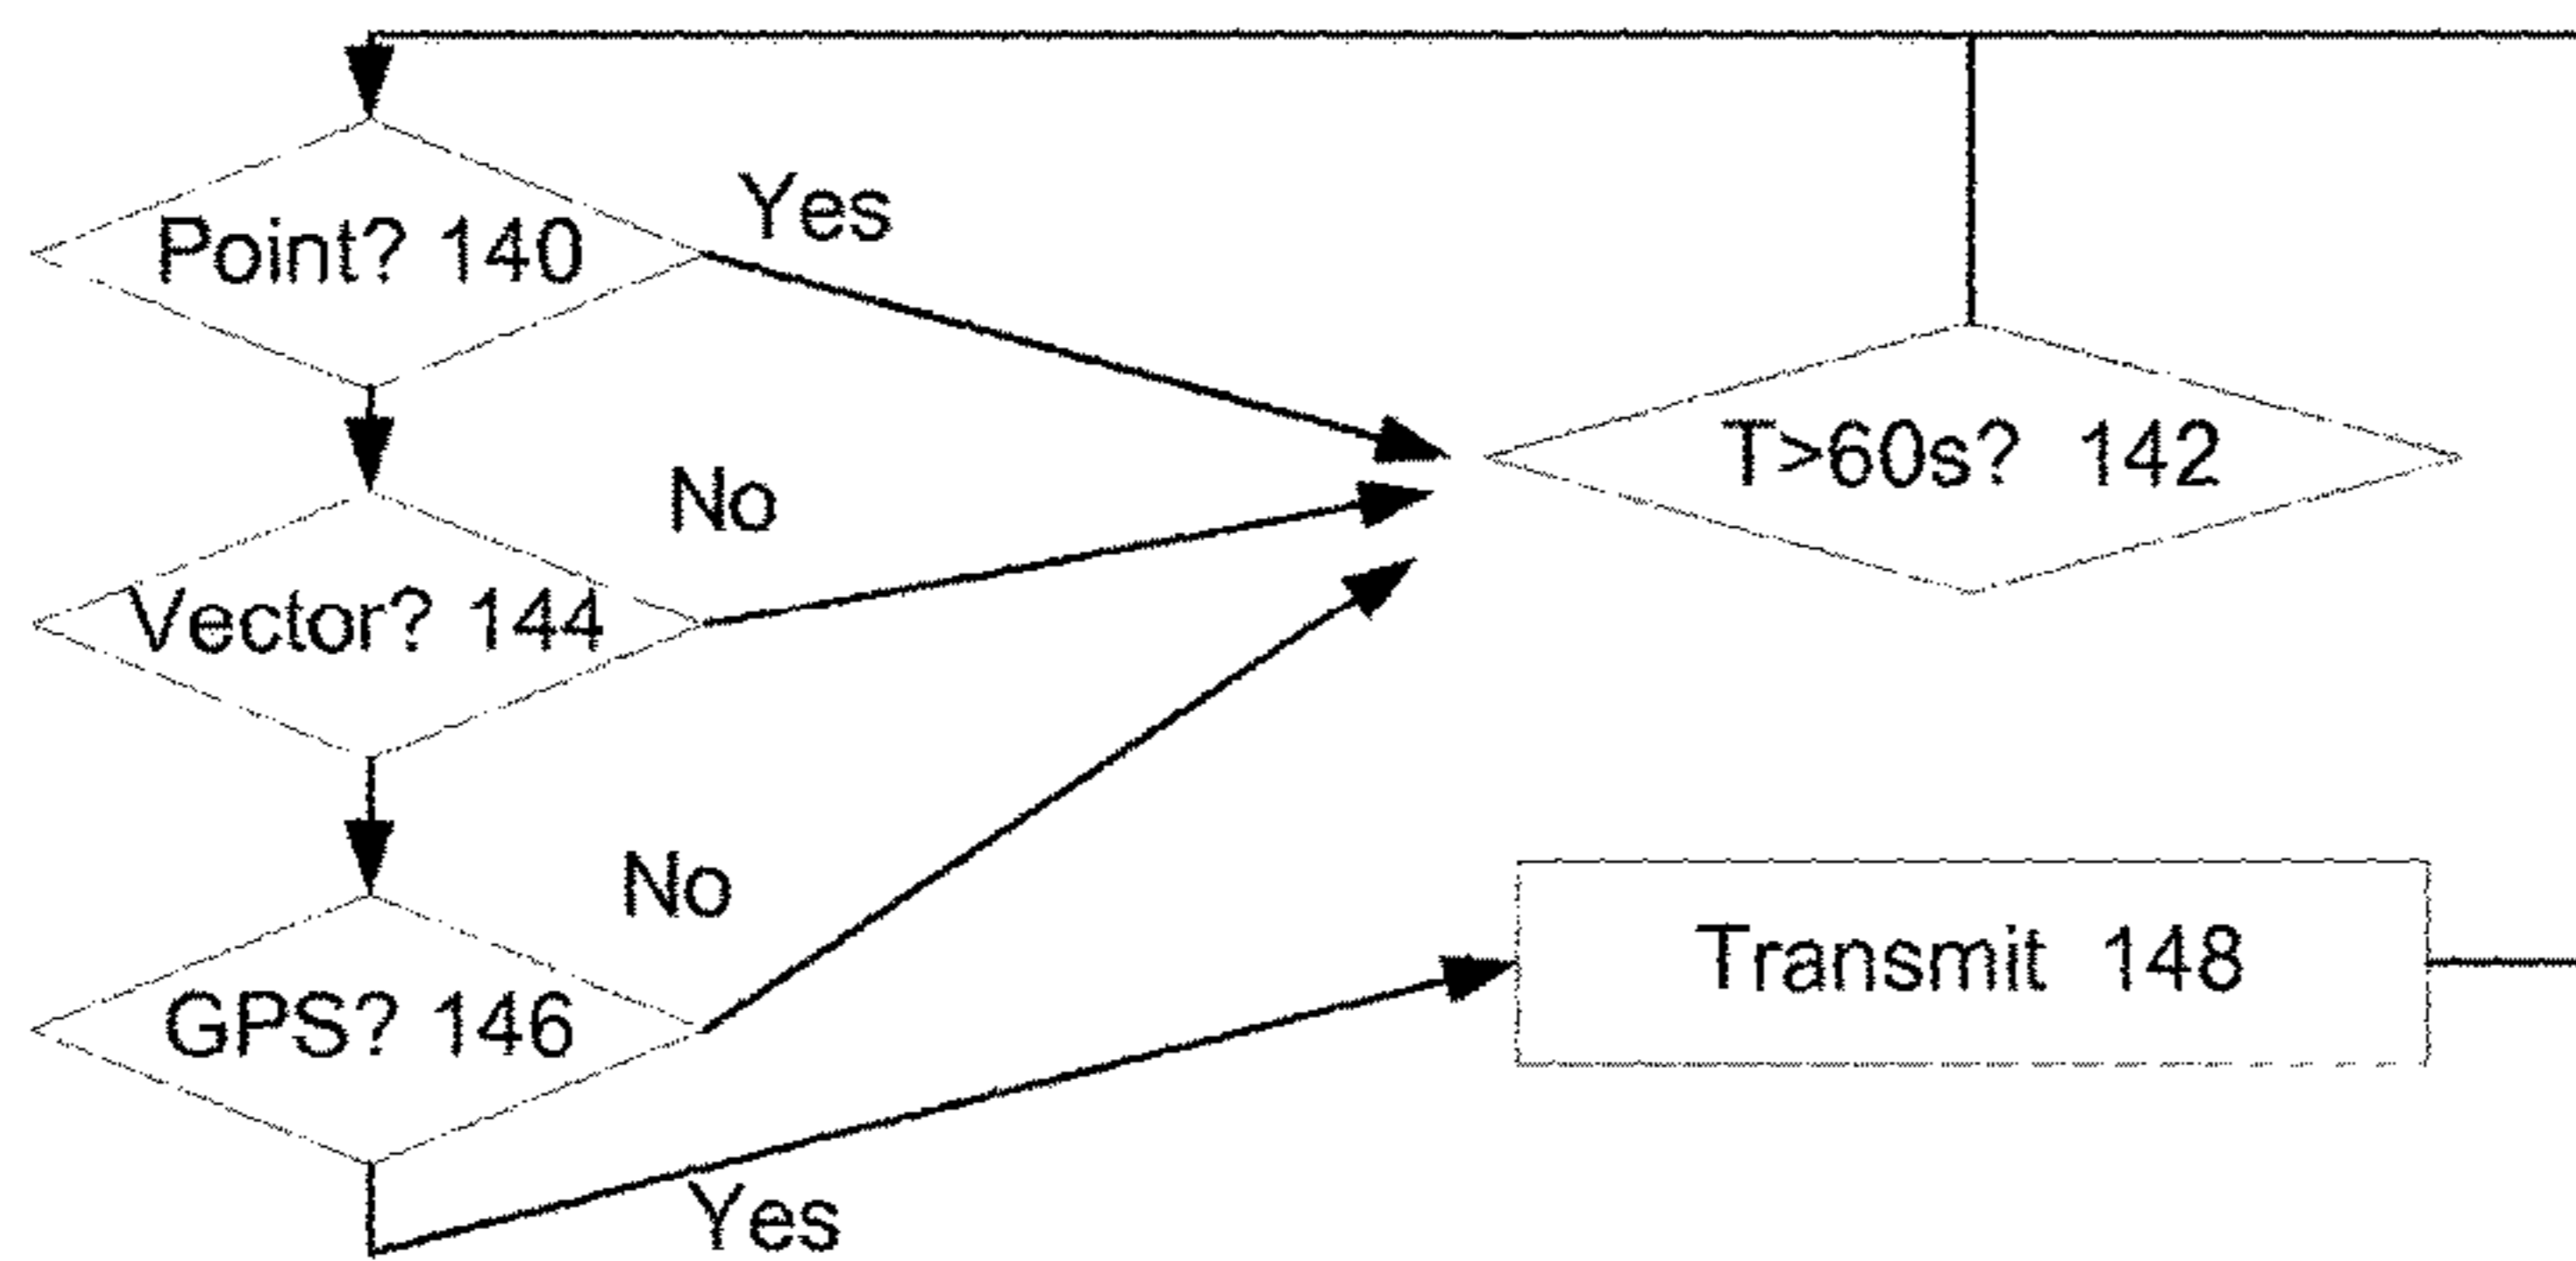 Yes
Point? 140
T>60s? 142
No
Vector? 144
No
GPS? 146
Transmit 148
Yes